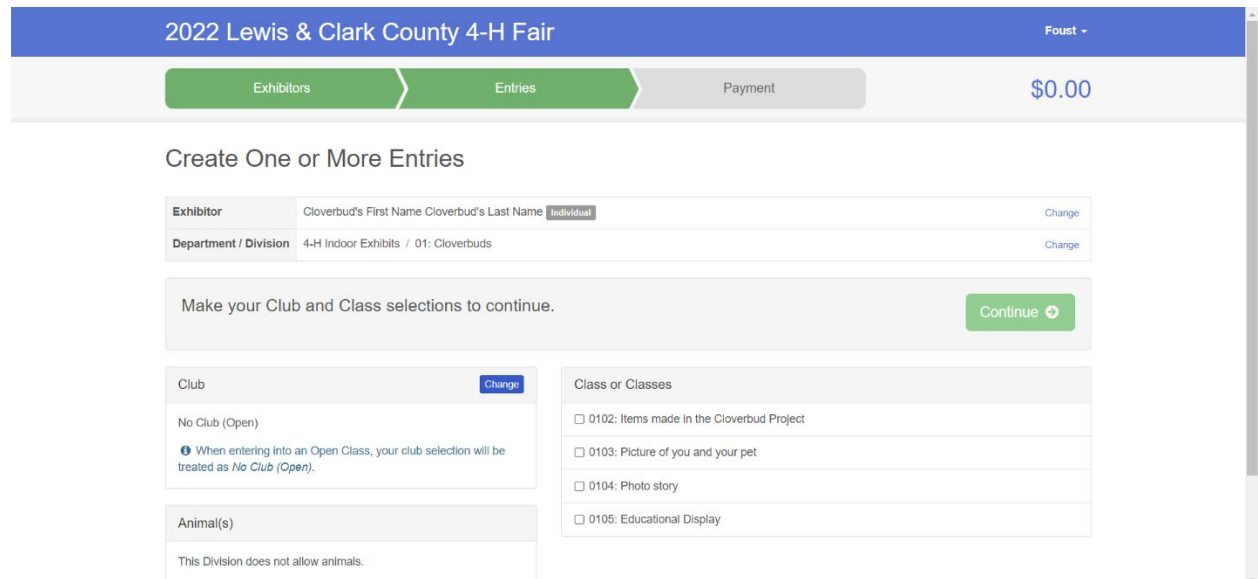 2022 Lewis & Clark County 4-H Fair
Foust
Exhibitors
Entries
Payment
$0.00
Create One or More Entries
Exhibitor Cloverbud's First Name Cloverbud's Last Name Individual Change
Department / Division 4-H Indoor Exhibits / 01: Cloverbuds Change
Make your Club and Class selections to continue.
Continue
Club
Change
No Club (Open)
When entering into an Open Class, your club selection will be
treated as No Club (Open).
Animal(s)
This Division does not allow animals.
Class or Classes
0102: Items made in the Cloverbud Project
0103: Picture of you and your pet
0104: Photo story
0105: Educational Display